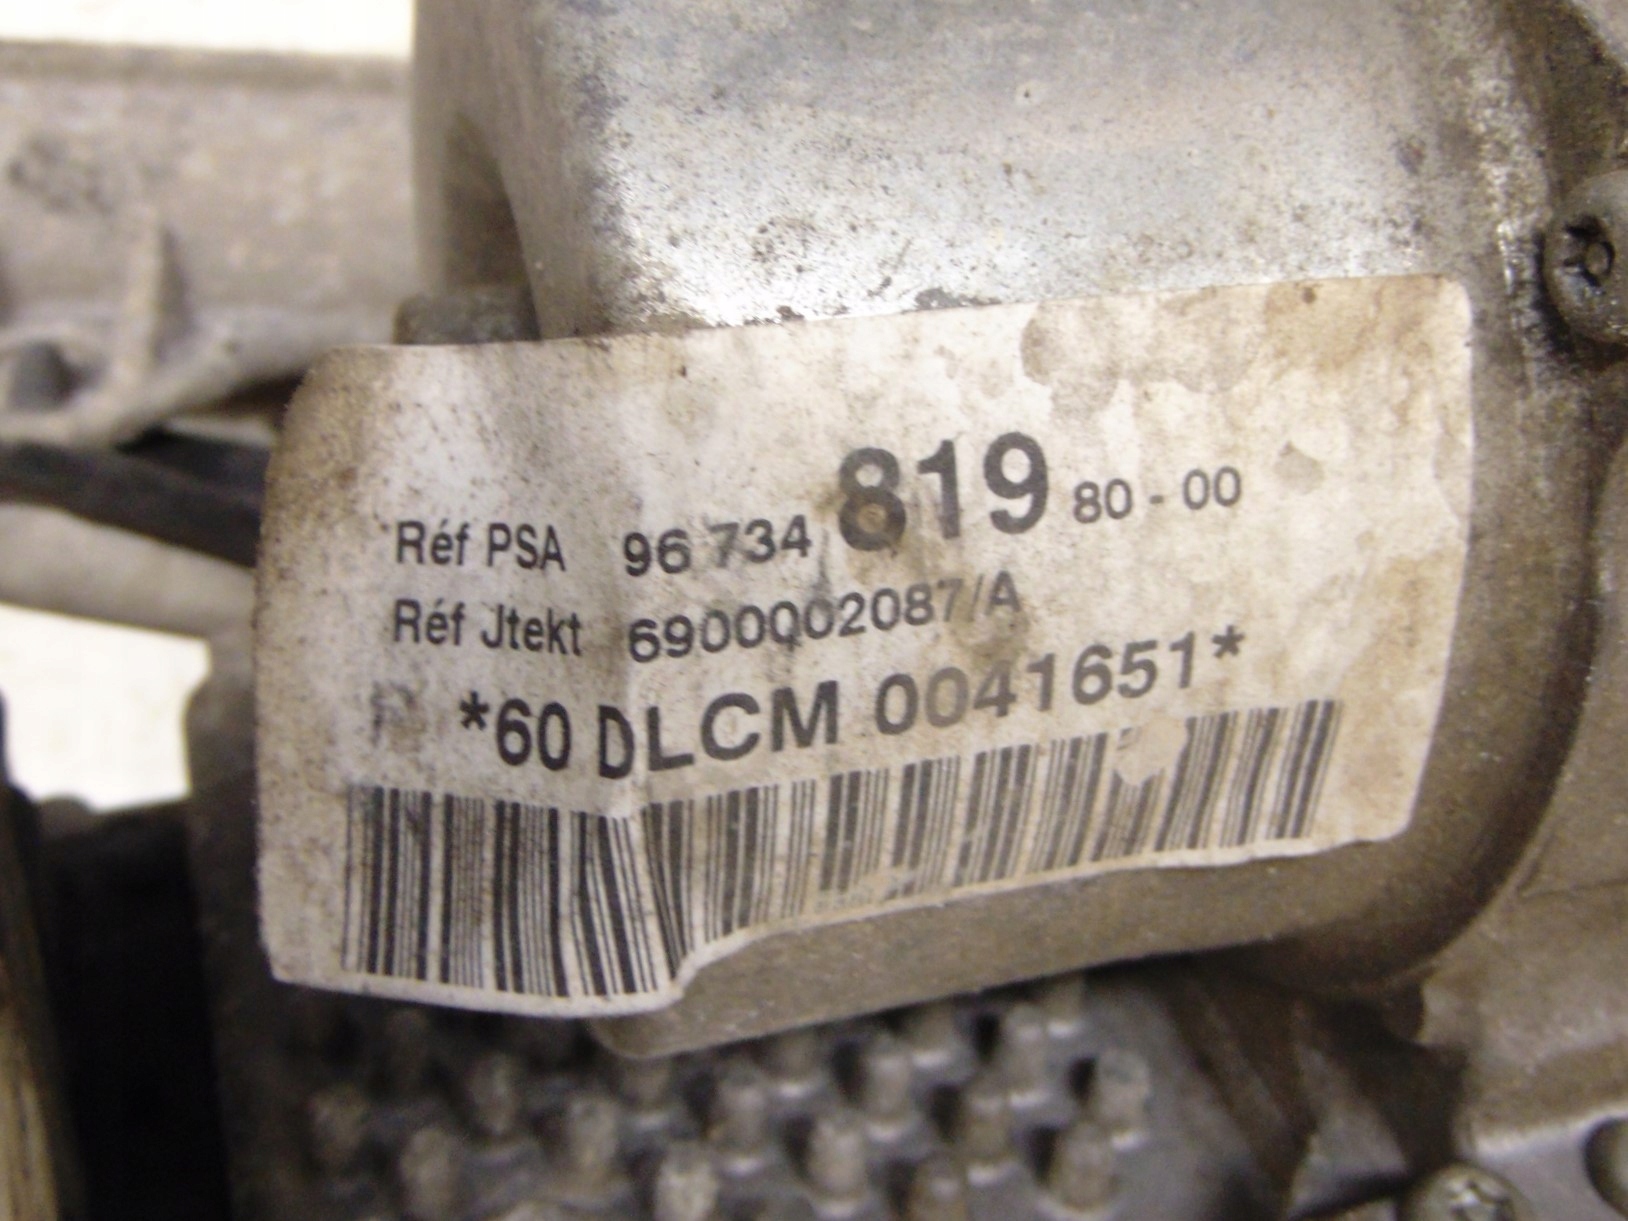 Réf PSA 96 734 819 80 - 00
Réf Jtekt 6900002087/A
*60 DLCM 0041651*